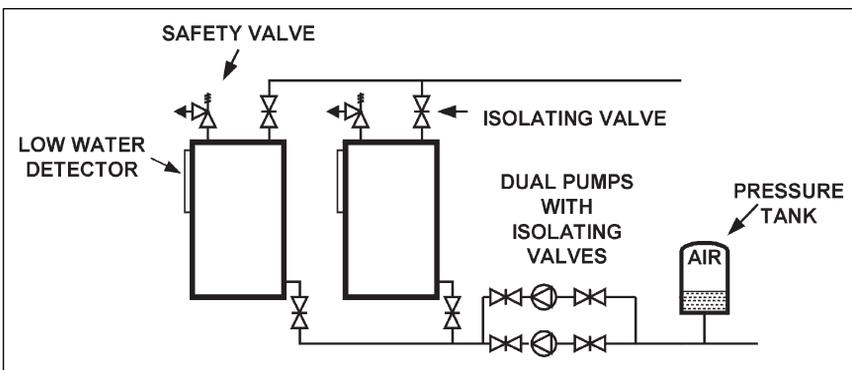 SAFETY VALVE
ISOLATING VALVE
LOW WATER
DETECTOR
DUAL PUMPS
WITH
ISOLATING
VALVES
PRESSURE
TANK
AIR